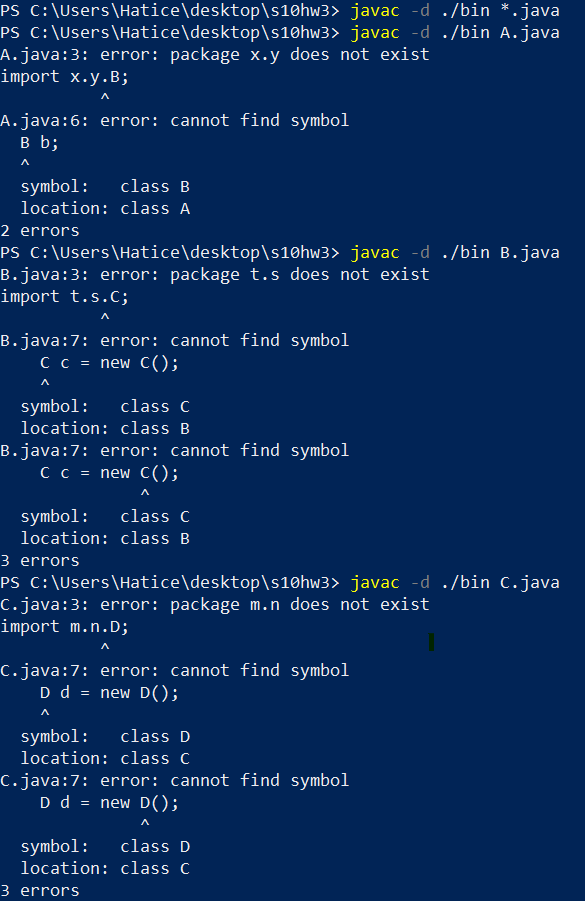 PS C:\Users\Hatice\desktop\s10hw3> javac -d ./bin *.java
PS C:\Users\Hatice\desktop\s10hw3> javac -d ./bin A.java
A.java:3: error: package x.y does not exist
import x.y.B;
          ^
A.java:6: error: cannot find symbol
  B b;
  ^
  symbol:   class B
  location: class A
2 errors
PS C:\Users\Hatice\desktop\s10hw3> javac -d ./bin B.java
B.java:3: error: package t.s does not exist
import t.s.C;
          ^
B.java:7: error: cannot find symbol
    C c = new C();
    ^
  symbol:   class C
  location: class B
B.java:7: error: cannot find symbol
    C c = new C();
              ^
  symbol:   class C
  location: class B
3 errors
PS C:\Users\Hatice\desktop\s10hw3> javac -d ./bin C.java
C.java:3: error: package m.n does not exist
import m.n.D;
          ^
C.java:7: error: cannot find symbol
    D d = new D();
    ^
  symbol:   class D
  location: class C
C.java:7: error: cannot find symbol
    D d = new D();
              ^
  symbol:   class D
  location: class C
3 errors